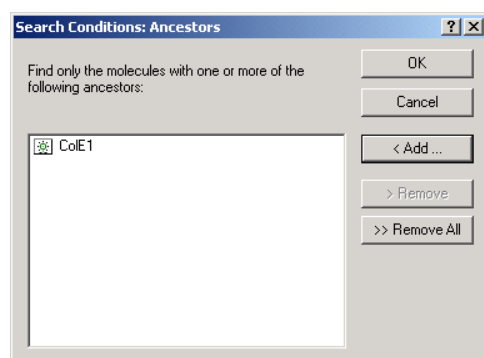 Search Conditions: Ancestors
Find only the molecules with one or more of the
following ancestors:
OK
Cancel
< Add ...
> Remove
>> Remove All
ColE1